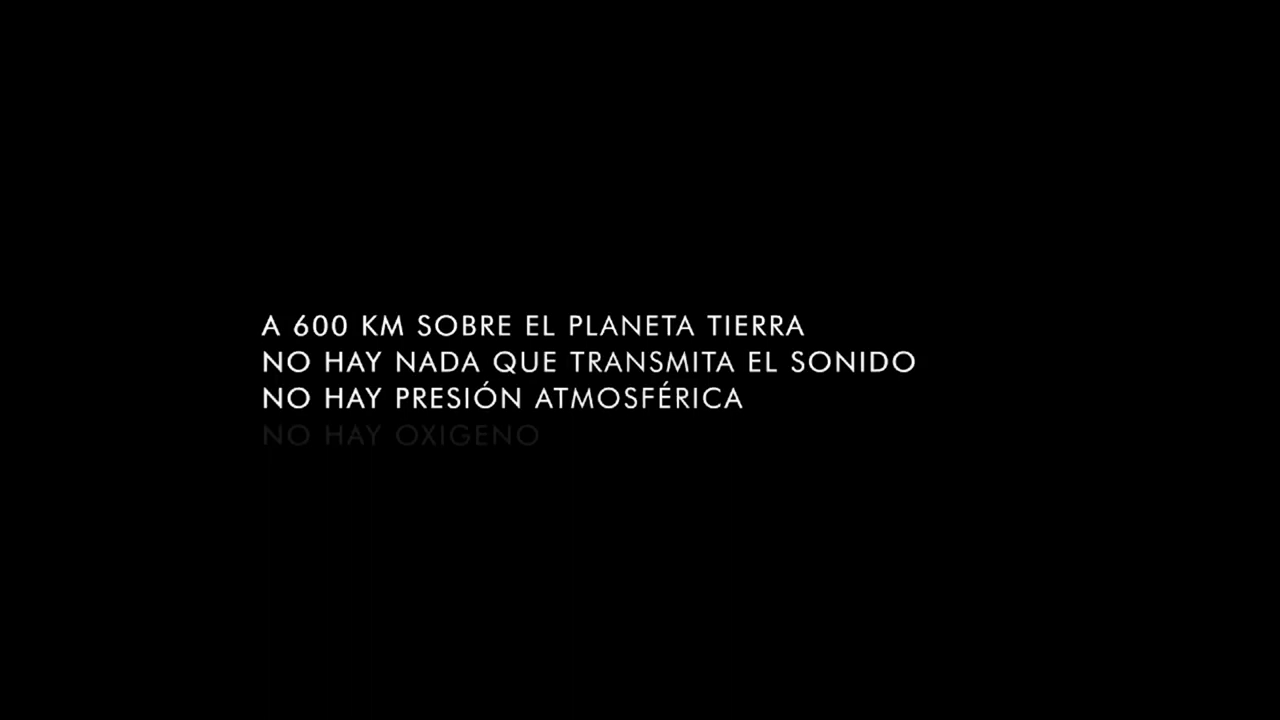 A 600 KM SOBRE EL PLANETA TIERRA
NO HAY NADA QUE TRANSMITA EL SONIDO
NO HAY PRESIÓN ATMOSFÉRICA
NO HAY OXIGENO